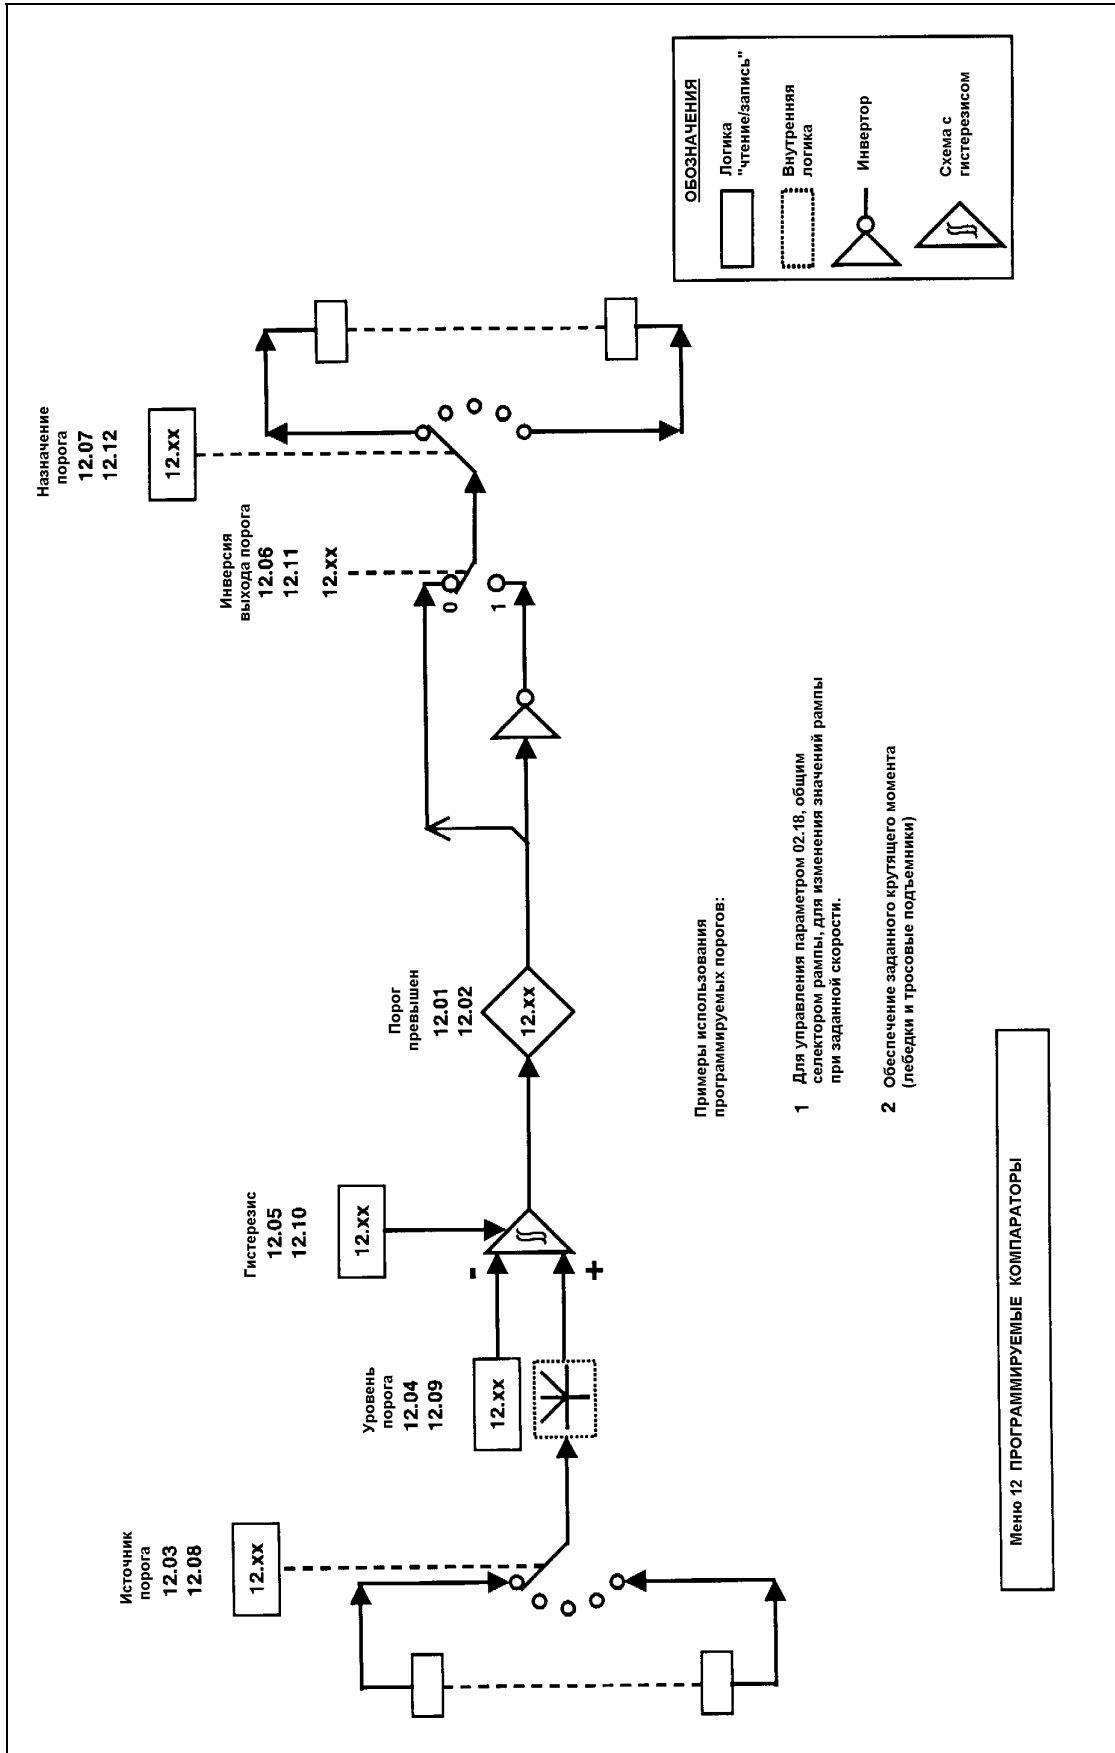 Источник
порога
12.03
12.08
12.xx
Уровень
порога
12.04
12.09
12.xx
Гистерезис
12.05
12.10
12.xx
-
+
Порог
превышен
12.01
12.02
12.xx
Инверсия
выхода порога
12.06
12.11
12.xx
0
1
Назначение
порога
12.07
12.12
12.xx
ОБОЗНАЧЕНИЯ
Логика
"чтение/запись"
Внутренняя
логика
Инвертор
Схема с
гистерезисом
Примеры использования
программируемых порогов:
1 Для управления параметром 02.18, общим
селектором рампы, для изменения значений рампы
при заданной скорости.
2 Обеспечение заданного крутящего момента
(лебедки и тросовые подъемники)
Меню 12 ПРОГРАММИРУЕМЫЕ КОМПАРАТОРЫ